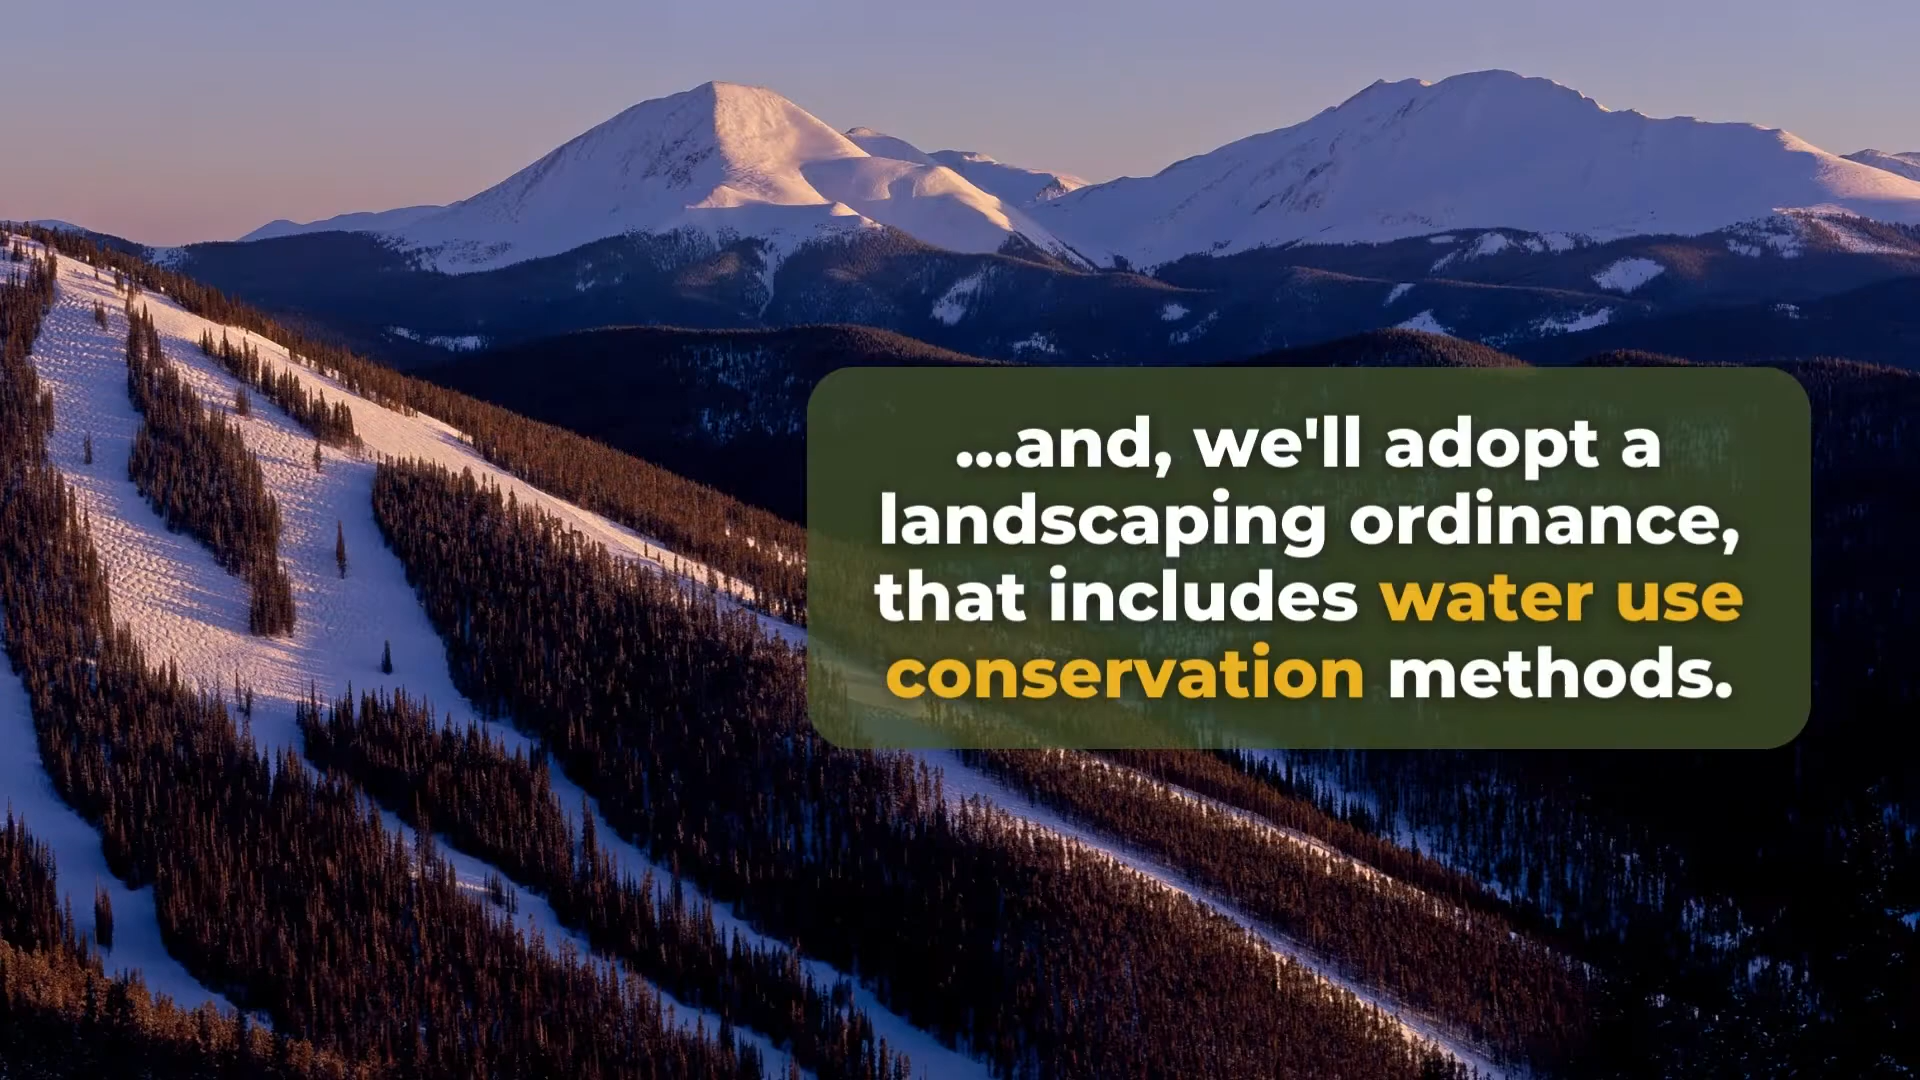 ...and, we'll adopt a
landscaping ordinance,
that includes water use
conservation methods.